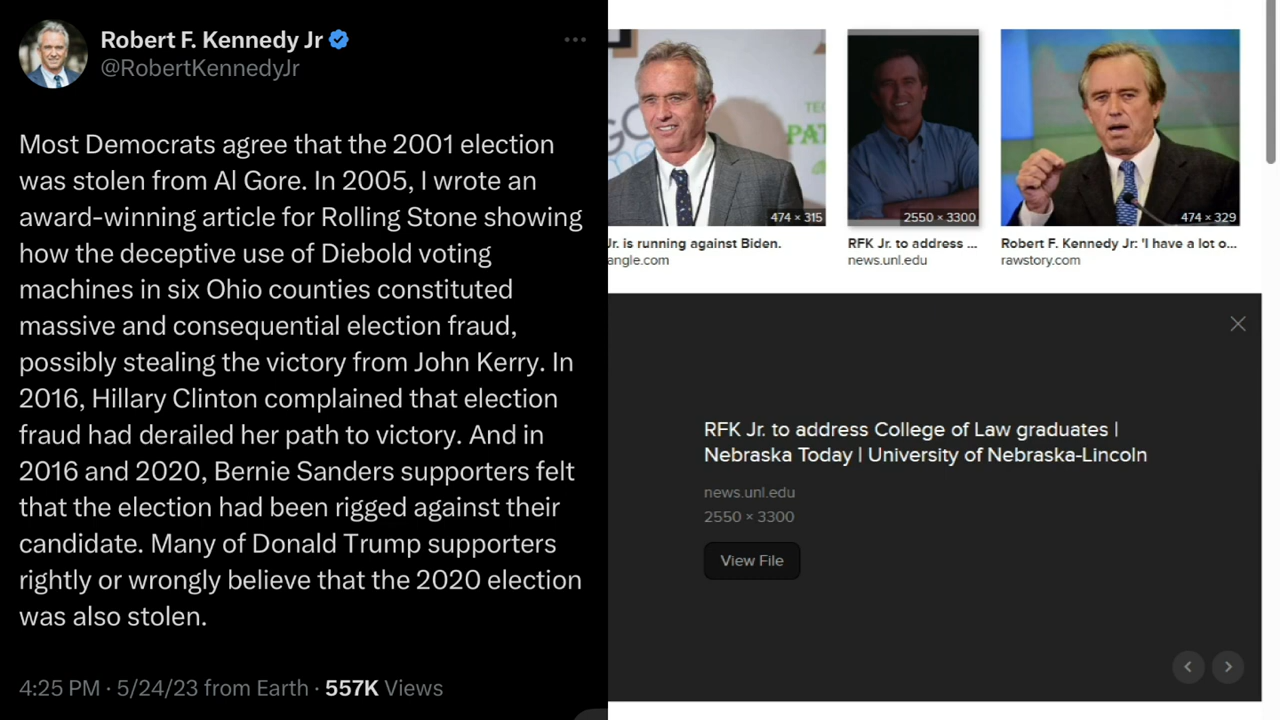 Robert F. Kennedy Jr
@RobertKennedyJr
Most Democrats agree that the 2001 election
was stolen from Al Gore. In 2005, I wrote an
award-winning article for Rolling Stone showing
how the deceptive use of Diebold voting
machines in six Ohio counties constituted
massive and consequential election fraud,
possibly stealing the victory from John Kerry. In
2016, Hillary Clinton complained that election
fraud had derailed her path to victory. And in
2016 and 2020, Bernie Sanders supporters felt
that the election had been rigged against their
candidate. Many of Donald Trump supporters
rightly or wrongly believe that the 2020 election
was also stolen.
4:25 PM · 5/24/23 from Earth · 557K Views
TEC
PAT
474 × 315
2550 × 3300
474 × 329
Jr. is running against Biden.
angle.com
RFK Jr. to address ...
news.unl.edu
Robert F. Kennedy Jr: 'I have a lot o...
rawstory.com
RFK Jr. to address College of Law graduates |
Nebraska Today | University of Nebraska-Lincoln
news.unl.edu
2550 × 3300
View File